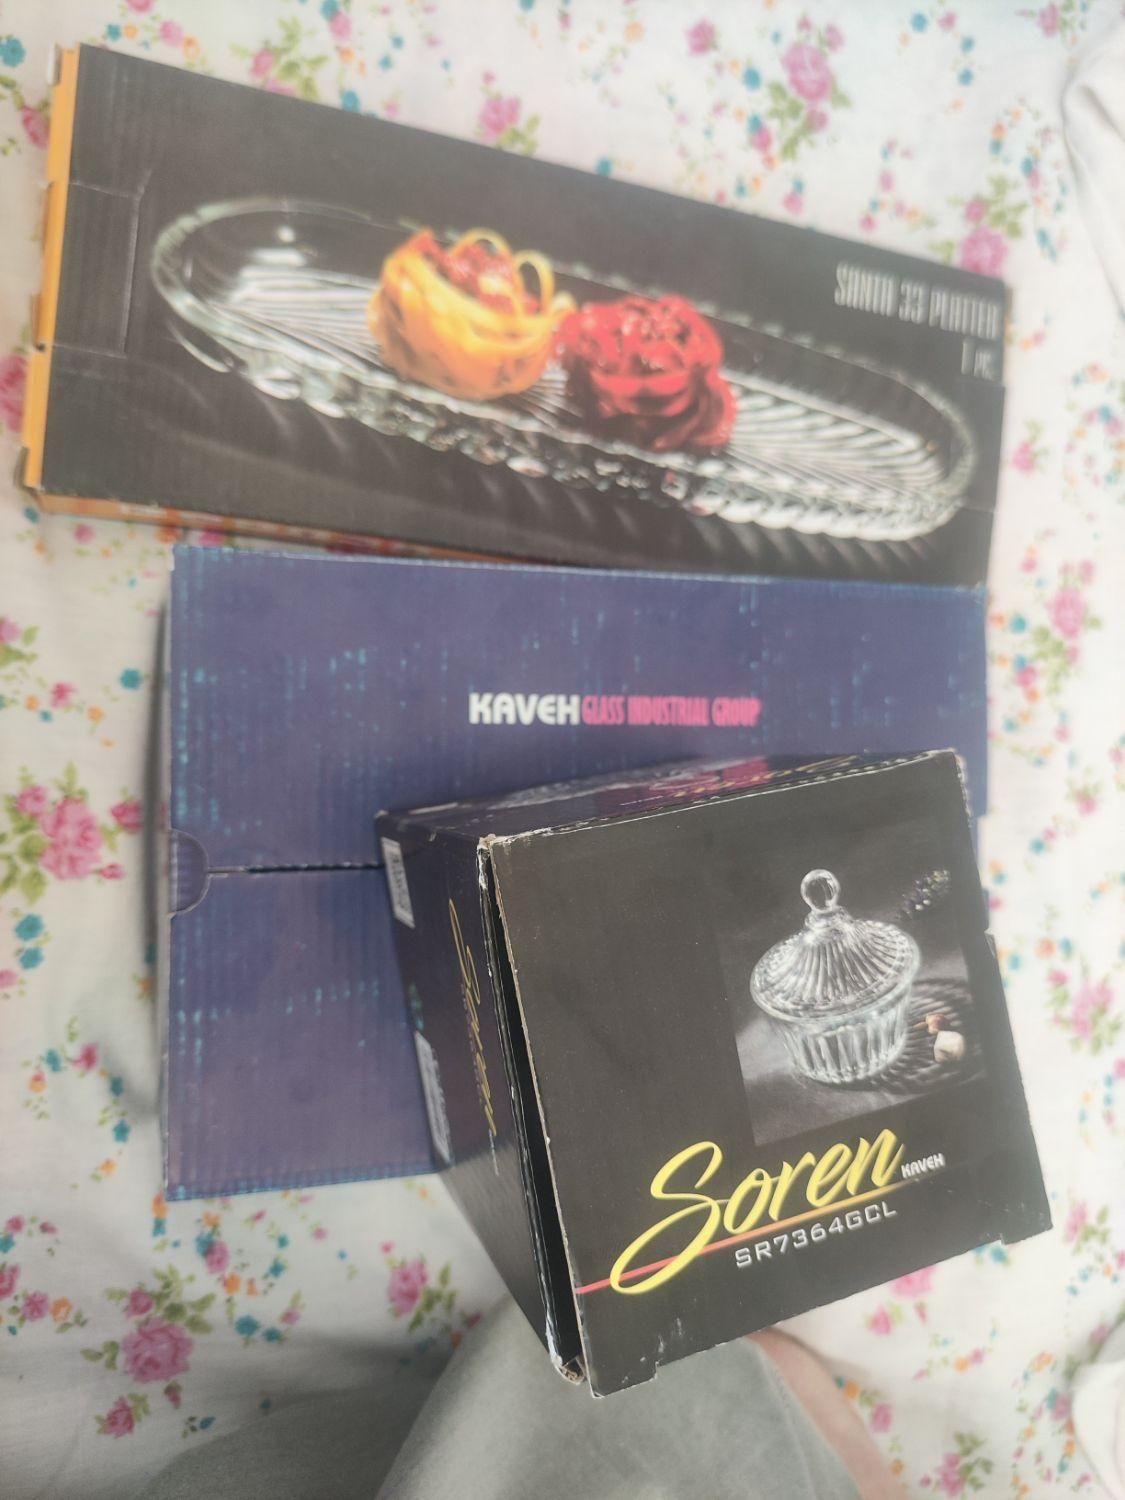 SANTA 33 PLATTER
1 pc.
KAVEH GLASS INDUSTRIAL GROUP
Soren
Soren KAVEH
SR7364GCL